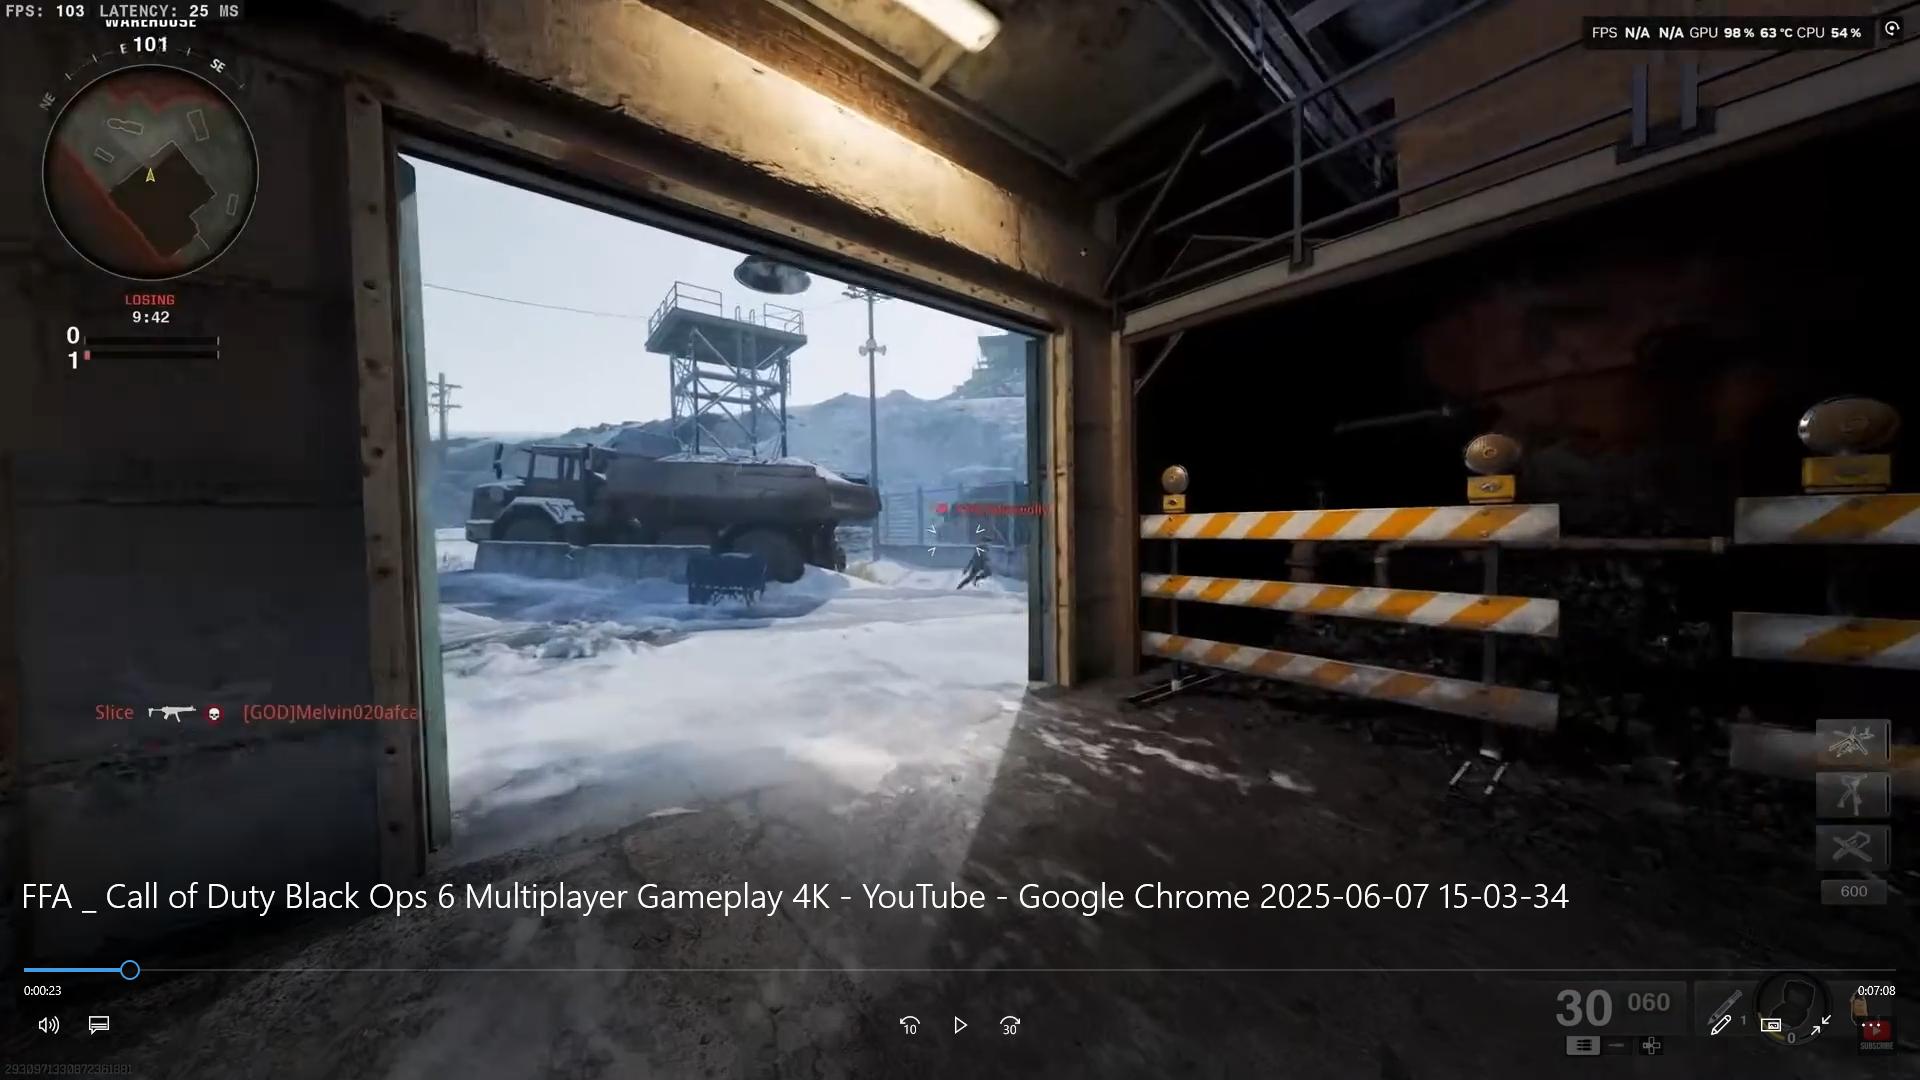 FPS: 103 LATENCY: 25 MS
WAREHOUSE
E 101
NE
SE
FPS N/A N/A GPU 98 % 63 °C CPU 54 %
LOSING
9:42
0
1
Slice [GOD]Melvin020afca
600
FFA _ Call of Duty Black Ops 6 Multiplayer Gameplay 4K - YouTube - Google Chrome 2025-06-07 15-03-34
0:00:23
0:07:08
10
30
30 060
1
0
SUBSCRIBE